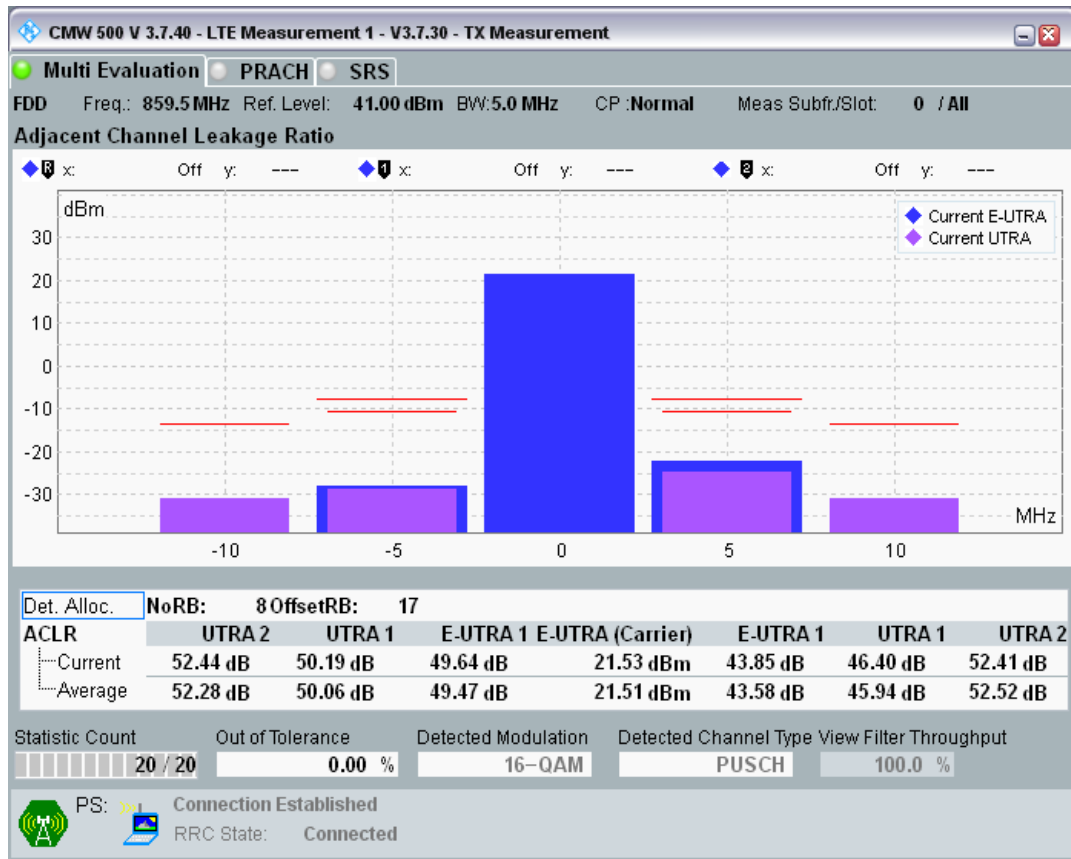 CMW 500 V 3.7.40 - LTE Measurement 1 - V3.7.30 - TX Measurement
Multi Evaluation PRACH SRS
FDD Freq.: 859.5 MHz Ref. Level: 41.00 dBm BW:5.0 MHz CP :Normal Meas Subfr./Slot: 0 / All
Adjacent Channel Leakage Ratio
R x: Off y: --- 1 x: Off y: --- 2 x: Off y: ---
dBm
Current E-UTRA
Current UTRA
30
20
10
0
-10
-20
-30
MHz
-10 -5 0 5 10
Det. Alloc. NoRB: 8 OffsetRB: 17
ACLR UTRA 2 UTRA 1 E-UTRA 1 E-UTRA (Carrier) E-UTRA 1 UTRA 1 UTRA 2
Current 52.44 dB 50.19 dB 49.64 dB 21.53 dBm 43.85 dB 46.40 dB 52.41 dB
Average 52.28 dB 50.06 dB 49.47 dB 21.51 dBm 43.58 dB 45.94 dB 52.52 dB
Statistic Count Out of Tolerance Detected Modulation Detected Channel Type View Filter Throughput
20 / 20 0.00 % 16-QAM PUSCH 100.0 %
PS: Connection Established
RRC State: Connected